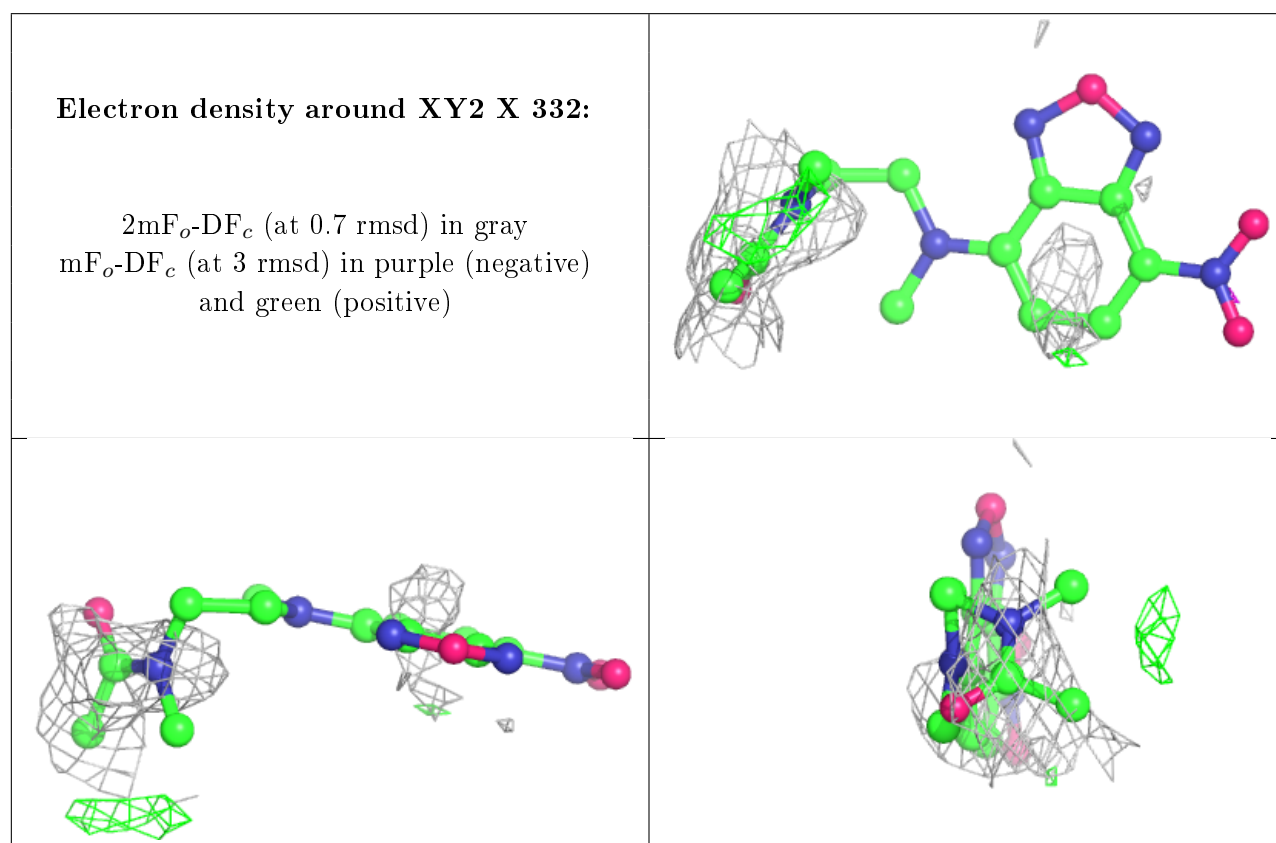 Electron density around XY2 X 332:
2mFo-DFc (at 0.7 rmsd) in gray
mFo-DFc (at 3 rmsd) in purple (negative)
and green (positive)